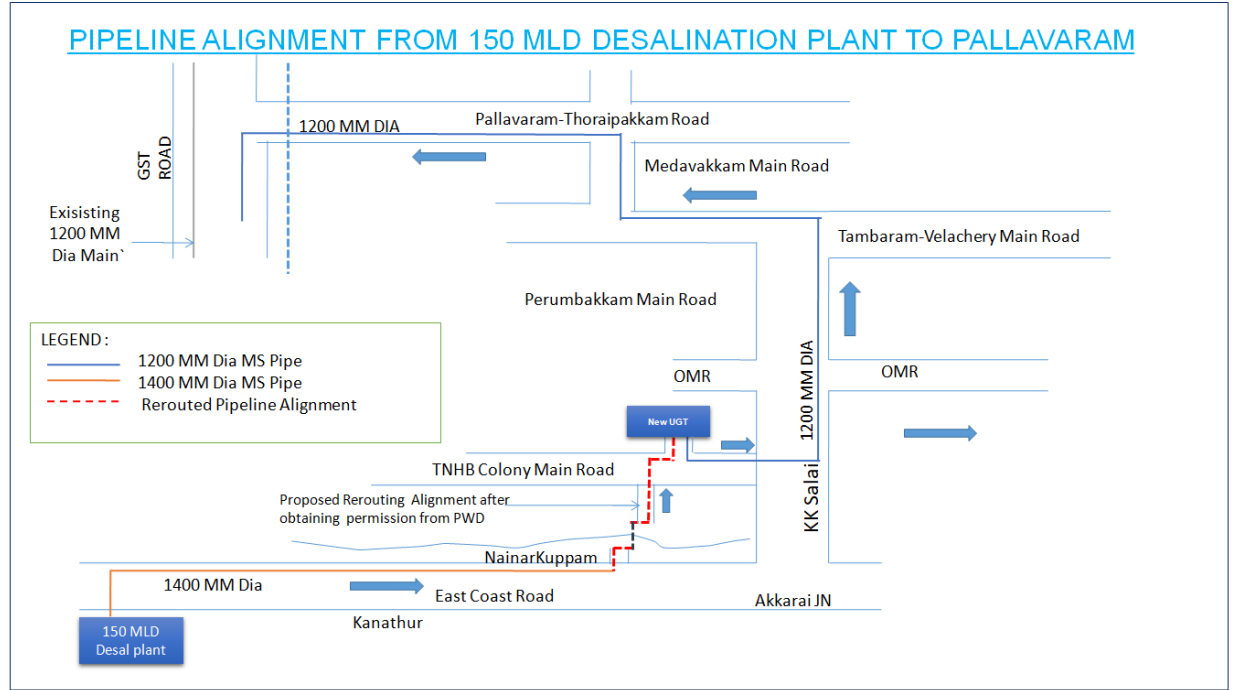 PIPELINE ALIGNMENT FROM 150 MLD DESALINATION PLANT TO PALLAVARAM
GST
ROAD
1200 MM DIA
Pallavaram-Thoraipakkam Road
Medavakkam Main Road
Exisisting
1200 MM
Dia Main`
Tambaram-Velachery Main Road
Perumbakkam Main Road
LEGEND :
1200 MM Dia MS Pipe
1400 MM Dia MS Pipe
Rerouted Pipeline Alignment
OMR
OMR
1200 MM DIA
New UGT
TNHB Colony Main Road
KK Salai
Proposed Rerouting Alignment after
obtaining permission from PWD
NainarKuppam
1400 MM Dia
East Coast Road
Akkarai JN
Kanathur
150 MLD
Desal plant